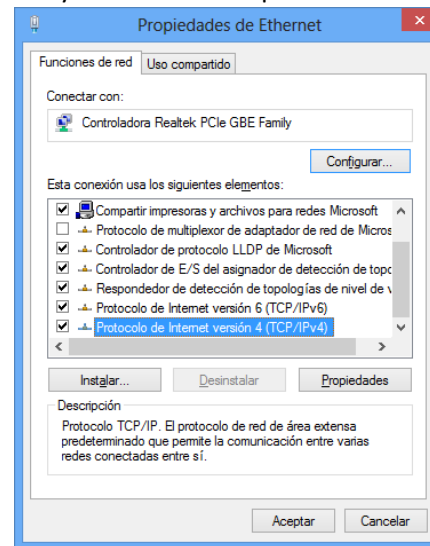 Propiedades de Ethernet
Funciones de red
Uso compartido
Conectar con:
Controladora Realtek PCIe GBE Family
Configurar...
Esta conexión usa los siguientes elementos:
Compartir impresoras y archivos para redes Microsoft
Protocolo de multiplexor de adaptador de red de Micros
Controlador de protocolo LLDP de Microsoft
Controlador de E/S del asignador de detección de topo
Respondedor de detección de topologías de nivel de v
Protocolo de Internet versión 6 (TCP/IPv6)
Protocolo de Internet versión 4 (TCP/IPv4)
Instalar...
Desinstalar
Propiedades
Descripción
Protocolo TCP/IP. El protocolo de red de área extensa
predeterminado que permite la comunicación entre varias
redes conectadas entre sí.
Aceptar
Cancelar